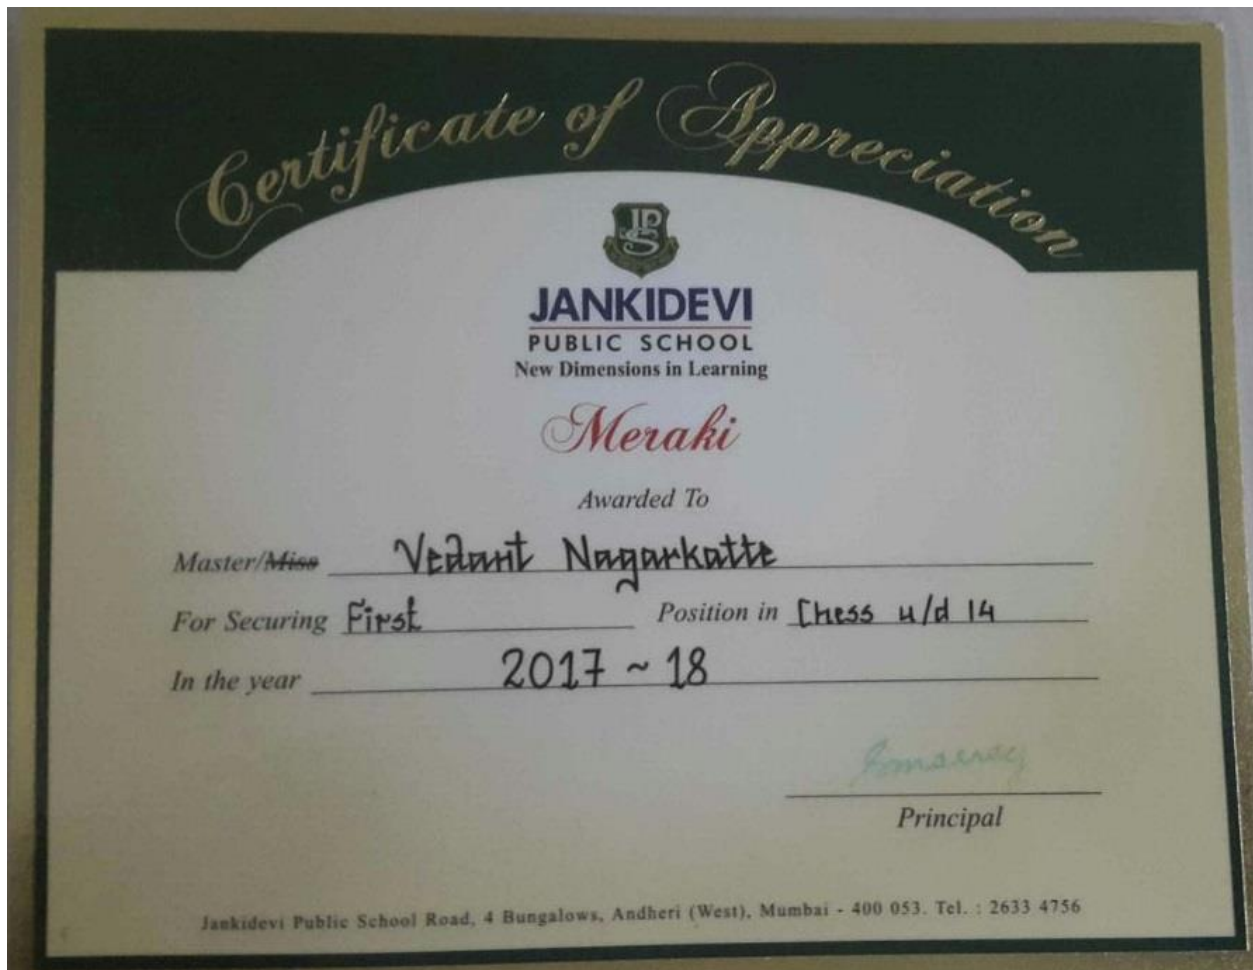 Certificate of Appreciation
JPS
JANKIDEVI
PUBLIC SCHOOL
New Dimensions in Learning
Meraki
Awarded To
Master/Miss Vedant Nagarkatte
For Securing First Position in Chess u/d 14
In the year 2017 ~ 18
Principal
Jankidevi Public School Road, 4 Bungalows, Andheri (West), Mumbai - 400 053. Tel. : 2633 4756